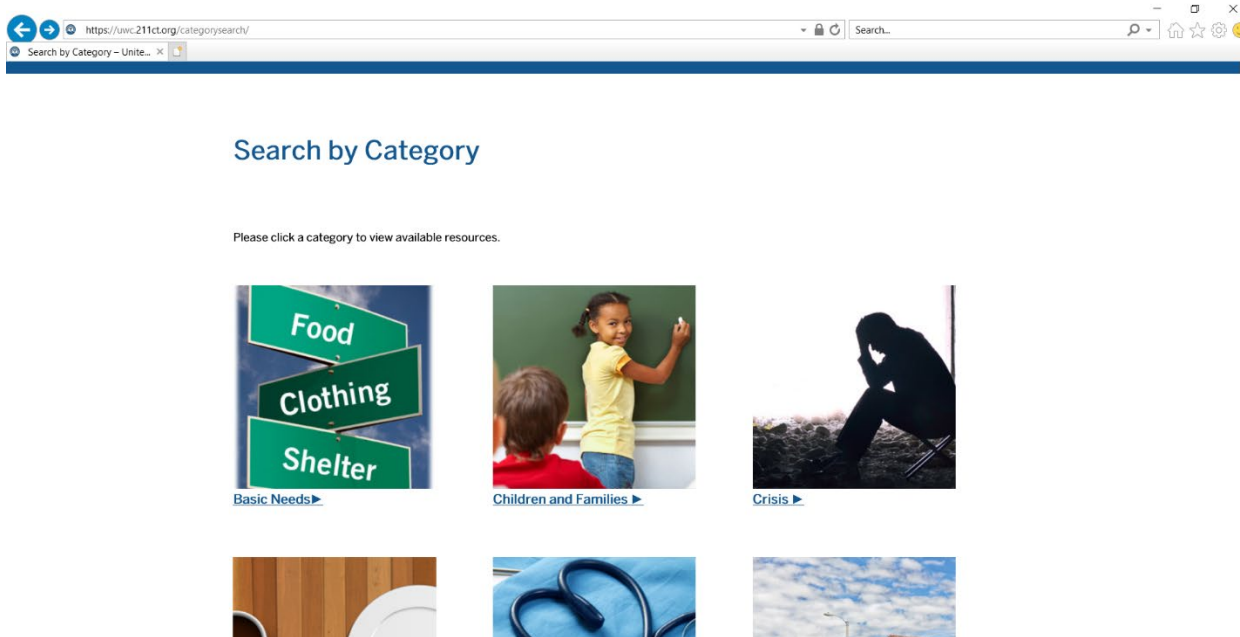 https://uwc.211ct.org/categorysearch/
Search...
Search by Category – Unite...
Search by Category
Please click a category to view available resources.
Food
Clothing
Shelter
Basic Needs►
Children and Families ►
Crisis ►